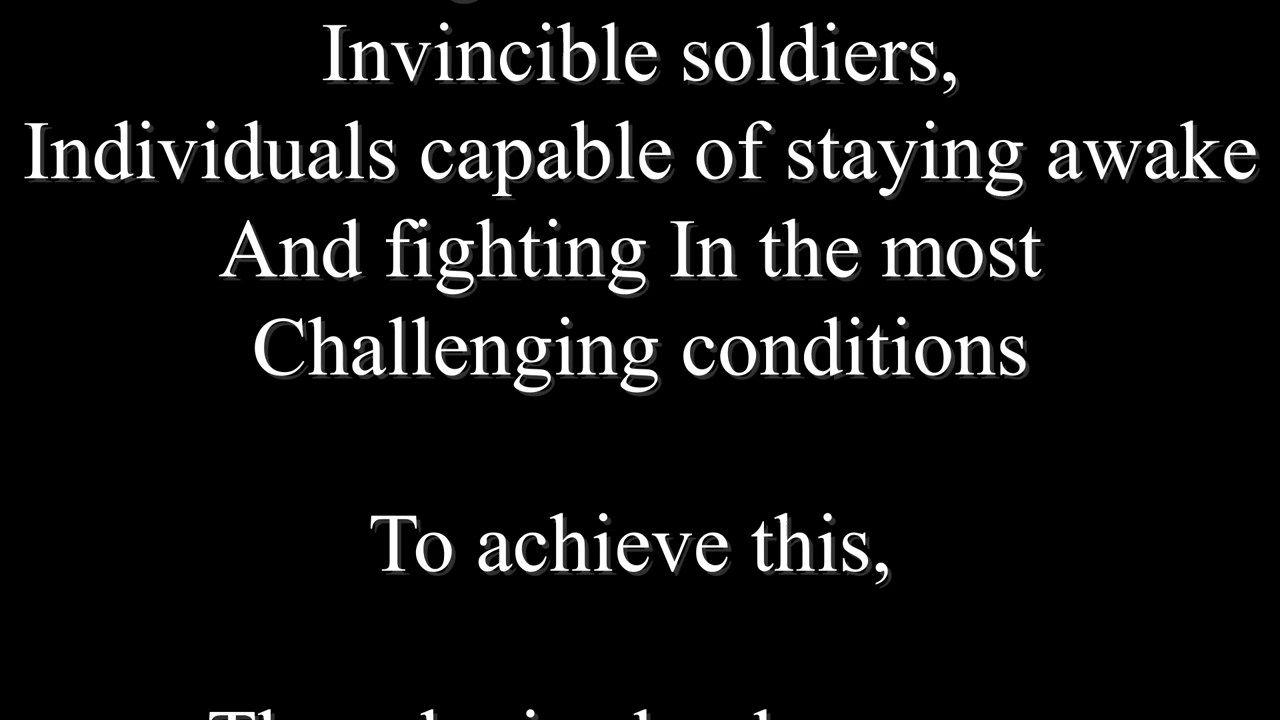 Invincible soldiers,
Individuals capable of staying awake
And fighting In the most
Challenging conditions
To achieve this,